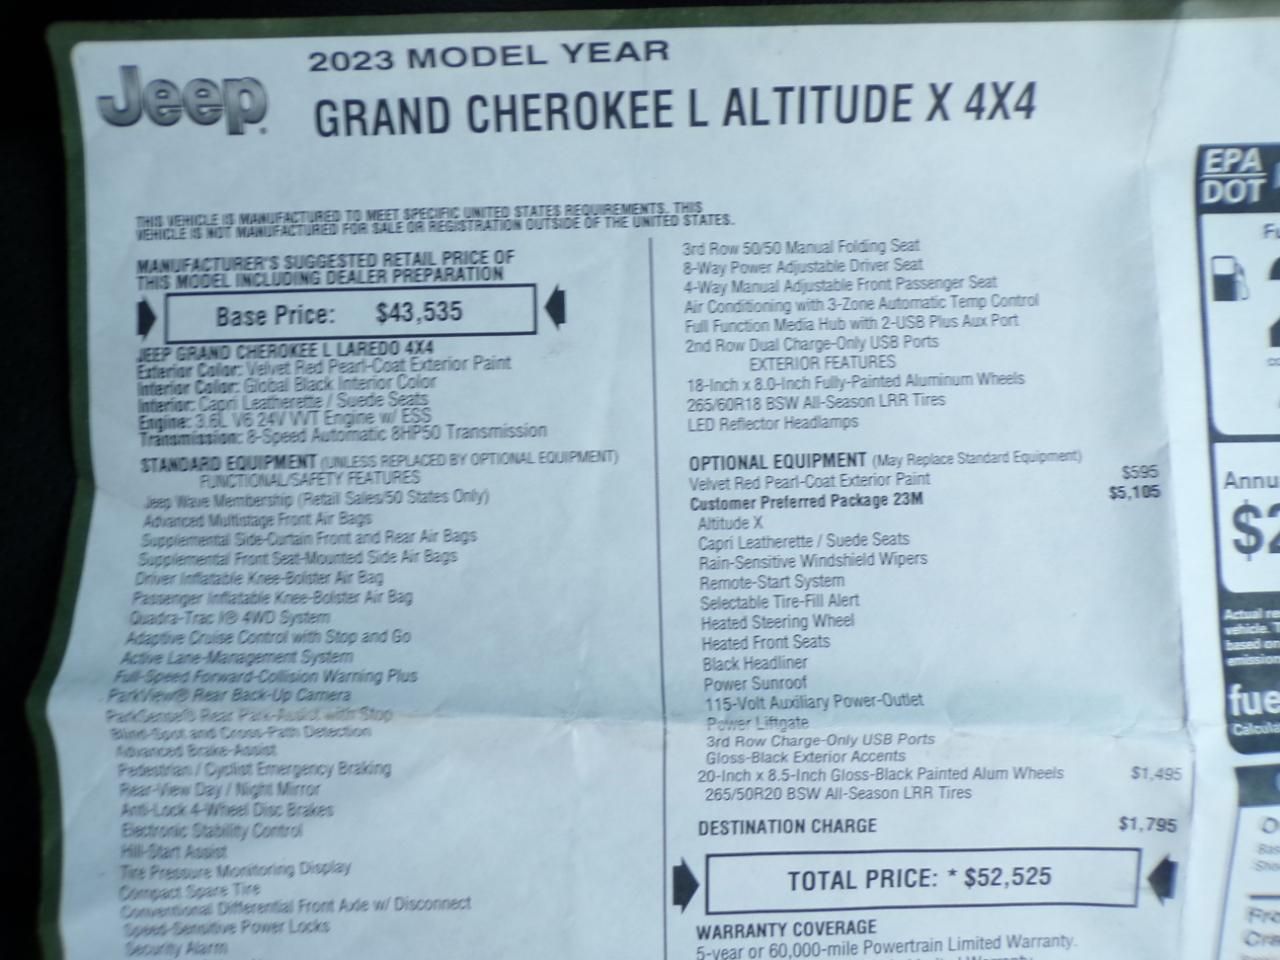 Jeep
2023 MODEL YEAR
GRAND CHEROKEE L ALTITUDE X 4X4
THIS VEHICLE IS MANUFACTURED TO MEET SPECIFIC UNITED STATES REQUIREMENTS. THIS
VEHICLE IS NOT MANUFACTURED FOR SALE OR REGISTRATION OUTSIDE OF THE UNITED STATES.
MANUFACTURER'S SUGGESTED RETAIL PRICE OF
THIS MODEL INCLUDING DEALER PREPARATION
Base Price: $43,535
JEEP GRAND CHEROKEE L LAREDO 4X4
Exterior Color: Velvet Red Pearl-Coat Exterior Paint
Interior Color: Global Black Interior Color
Interior: Capri Leatherette / Suede Seats
Engine: 3.6L V6 24V VVT Engine w/ ESS
Transmission: 8-Speed Automatic 8HP50 Transmission
STANDARD EQUIPMENT (UNLESS REPLACED BY OPTIONAL EQUIPMENT)
FUNCTIONAL/SAFETY FEATURES
Jeep Wave Membership (Retail Sales/50 States Only)
Advanced Multistage Front Air Bags
Supplemental Side-Curtain Front and Rear Air Bags
Supplemental Front Seat-Mounted Side Air Bags
Driver Inflatable Knee-Bolster Air Bag
Passenger Inflatable Knee-Bolster Air Bag
Quadra-Trac I® 4WD System
Adaptive Cruise Control with Stop and Go
Active Lane-Management System
Full-Speed Forward-Collision Warning Plus
ParkView® Rear Back-Up Camera
ParkSense® Rear Park-Assist with Stop
Blind-Spot and Cross-Path Detection
Advanced Brake-Assist
Pedestrian / Cyclist Emergency Braking
Rear-View Day / Night Mirror
Anti-Lock 4-Wheel Disc Brakes
Electronic Stability Control
Hill-Start Assist
Tire Pressure Monitoring Display
Compact Spare Tire
Conventional Differential Front Axle w/ Disconnect
Speed-Sensitive Power Locks
Security Alarm
3rd Row 50/50 Manual Folding Seat
8-Way Power Adjustable Driver Seat
4-Way Manual Adjustable Front Passenger Seat
Air Conditioning with 3-Zone Automatic Temp Control
Full Function Media Hub with 2-USB Plus Aux Port
2nd Row Dual Charge-Only USB Ports
EXTERIOR FEATURES
18-Inch x 8.0-Inch Fully-Painted Aluminum Wheels
265/60R18 BSW All-Season LRR Tires
LED Reflector Headlamps
OPTIONAL EQUIPMENT (May Replace Standard Equipment)
Velvet Red Pearl-Coat Exterior Paint $595
Customer Preferred Package 23M $5,105
Altitude X
Capri Leatherette / Suede Seats
Rain-Sensitive Windshield Wipers
Remote-Start System
Selectable Tire-Fill Alert
Heated Steering Wheel
Heated Front Seats
Black Headliner
Power Sunroof
115-Volt Auxiliary Power-Outlet
Power Liftgate
3rd Row Charge-Only USB Ports
Gloss-Black Exterior Accents
20-Inch x 8.5-Inch Gloss-Black Painted Alum Wheels $1,495
265/50R20 BSW All-Season LRR Tires
DESTINATION CHARGE $1,795
TOTAL PRICE: * $52,525
WARRANTY COVERAGE
5-year or 60,000-mile Powertrain Limited Warranty.
EPA
DOT
Annu
$2
Actual re
vehicle. T
based on
emission
fue
Calcula